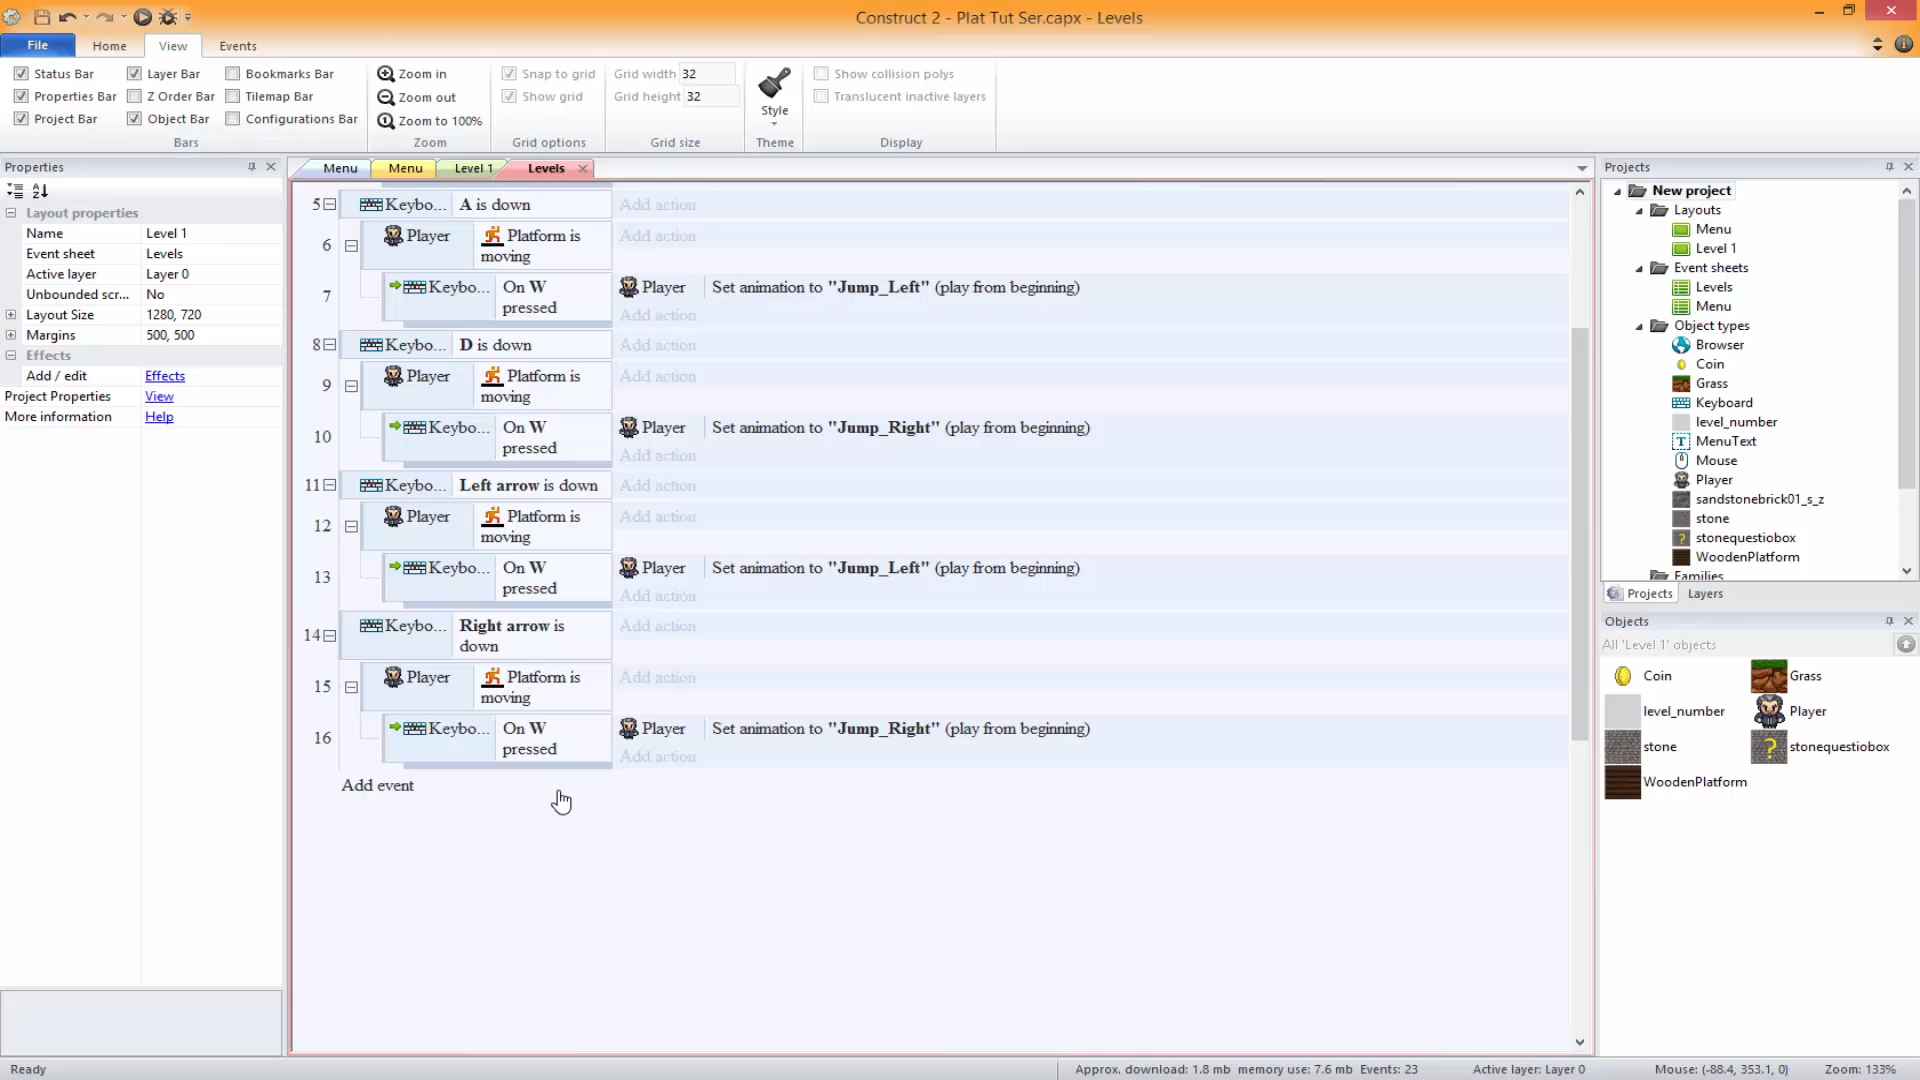 Construct 2 - Plat Tut Ser.capx - Levels
File Home View Events
Status Bar Layer Bar Bookmarks Bar
Properties Bar Z Order Bar Tilemap Bar
Project Bar Object Bar Configurations Bar
Bars
Zoom in
Zoom out
Zoom to 100%
Zoom
Snap to grid
Show grid
Grid options
Grid width 32
Grid height 32
Grid size
Style
Theme
Show collision polys
Translucent inactive layers
Display
Properties
Layout properties
Name Level 1
Event sheet Levels
Active layer Layer 0
Unbounded scr... No
Layout Size 1280, 720
Margins 500, 500
Effects
Add / edit Effects
Project Properties View
More information Help
Menu Menu Level 1 Levels
5 Keybo... A is down Add action
6 Player Platform is moving Add action
7 Keybo... On W pressed Player Set animation to "Jump_Left" (play from beginning)
Add action
8 Keybo... D is down Add action
9 Player Platform is moving Add action
10 Keybo... On W pressed Player Set animation to "Jump_Right" (play from beginning)
Add action
11 Keybo... Left arrow is down Add action
12 Player Platform is moving Add action
13 Keybo... On W pressed Player Set animation to "Jump_Left" (play from beginning)
Add action
14 Keybo... Right arrow is down Add action
15 Player Platform is moving Add action
16 Keybo... On W pressed Player Set animation to "Jump_Right" (play from beginning)
Add action
Add event
Projects
New project
Layouts
Menu
Level 1
Event sheets
Levels
Menu
Object types
Browser
Coin
Grass
Keyboard
level_number
MenuText
Mouse
Player
sandstonebrick01_s_z
stone
stonequestiobox
WoodenPlatform
Families
Projects Layers
Objects
All 'Level 1' objects
Coin Grass
level_number Player
stone stonequestiobox
WoodenPlatform
Ready Approx. download: 1.8 mb memory use: 7.6 mb Events: 23 Active layer: Layer 0 Mouse: (-88.4, 353.1, 0) Zoom: 133%